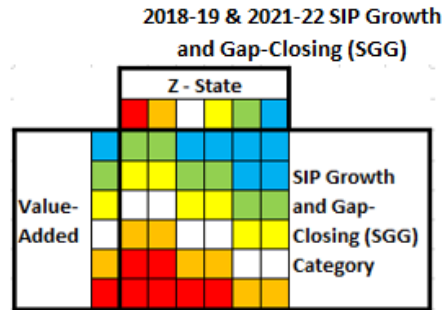 2018-19 & 2021-22 SIP Growth
and Gap-Closing (SGG)
Z - State
Value-
Added
SIP Growth
and Gap-
Closing (SGG)
Category